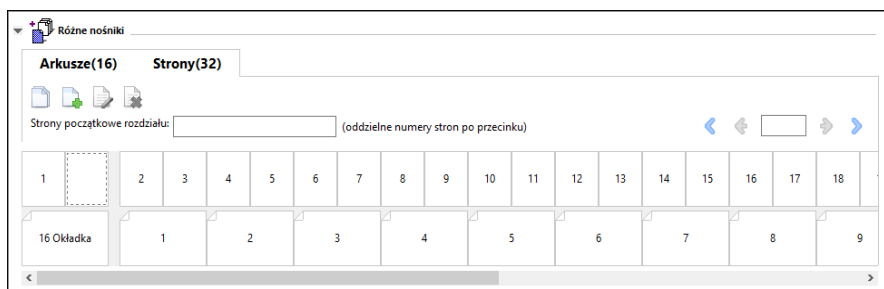 Różne nośniki
Arkusze(16) Strony(32)
Strony początkowe rozdziału: (oddzielne numery stron po przecinku)
1 2 3 4 5 6 7 8 9 10 11 12 13 14 15 16 17 18
16 Okładka 1 2 3 4 5 6 7 8 9